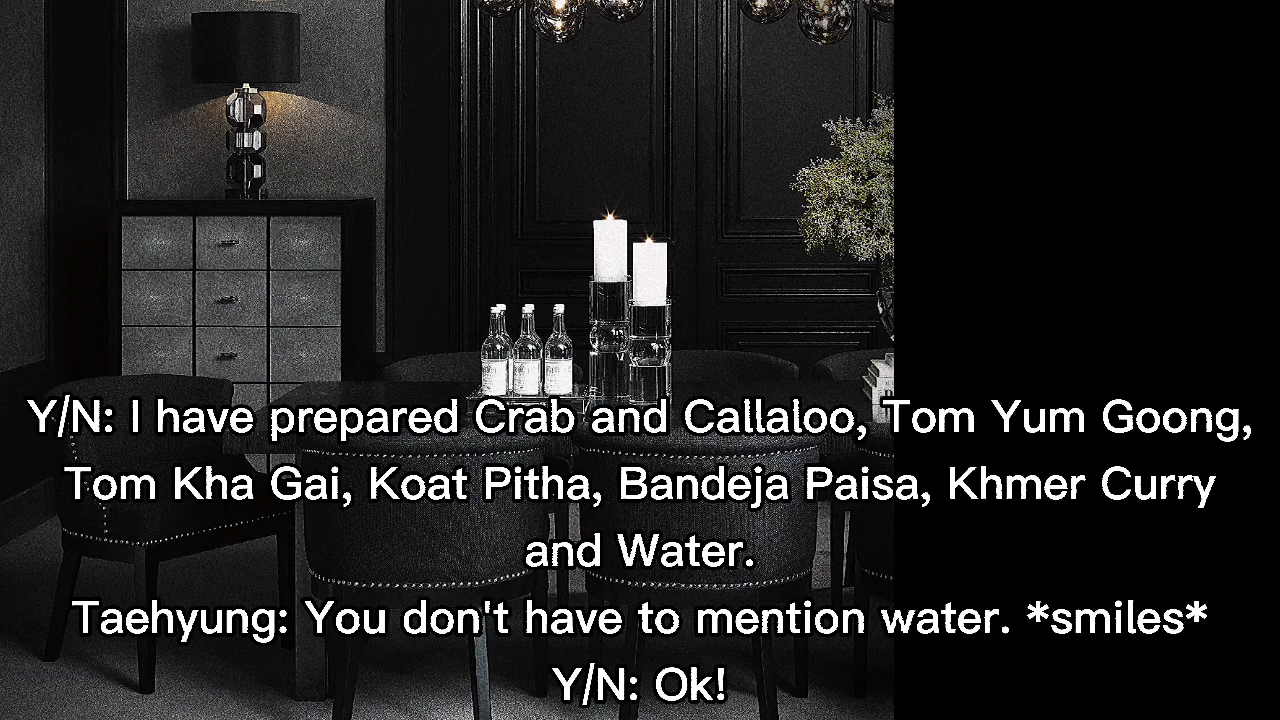 Y/N: I have prepared Crab and Callaloo, Tom Yum Goong,
Tom Kha Gai, Koat Pitha, Bandeja Paisa, Khmer Curry
and Water.
Taehyung: You don't have to mention water. *smiles*
Y/N: Ok!